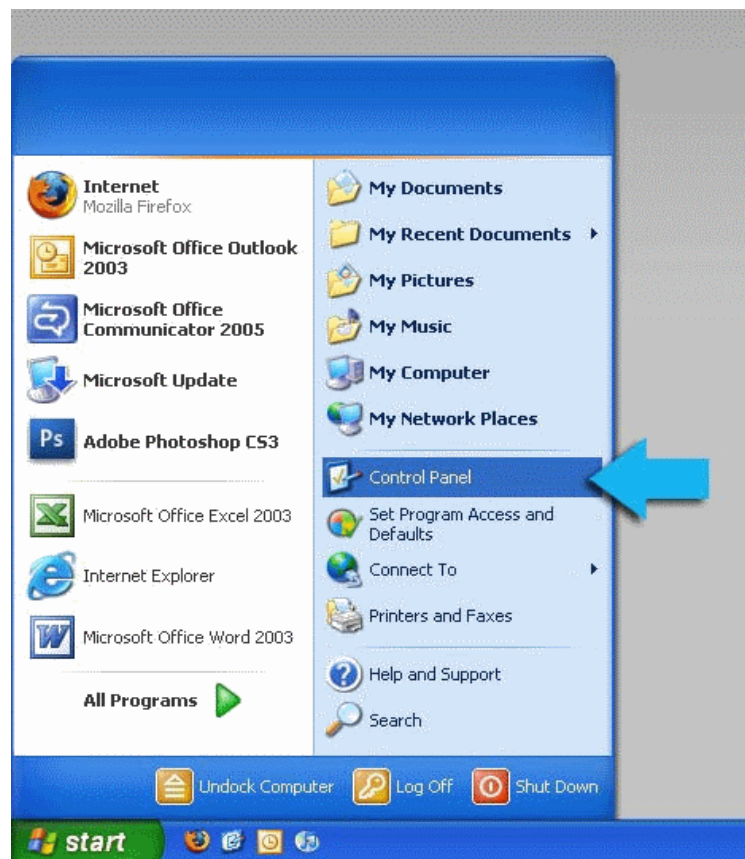 Internet
Mozilla Firefox
Microsoft Office Outlook
2003
Microsoft Office
Communicator 2005
Microsoft Update
Ps
Adobe Photoshop CS3
Microsoft Office Excel 2003
Internet Explorer
Microsoft Office Word 2003
All Programs
My Documents
My Recent Documents
My Pictures
My Music
My Computer
My Network Places
Control Panel
Set Program Access and
Defaults
Connect To
Printers and Faxes
Help and Support
Search
Undock Computer
Log Off
Shut Down
start